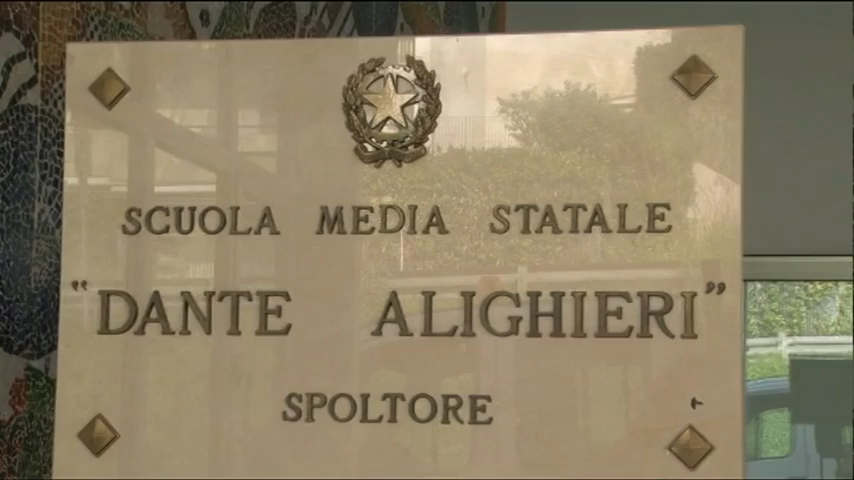 SCUOLA MEDIA STATALE
"DANTE ALIGHIERI"
SPOLTORE